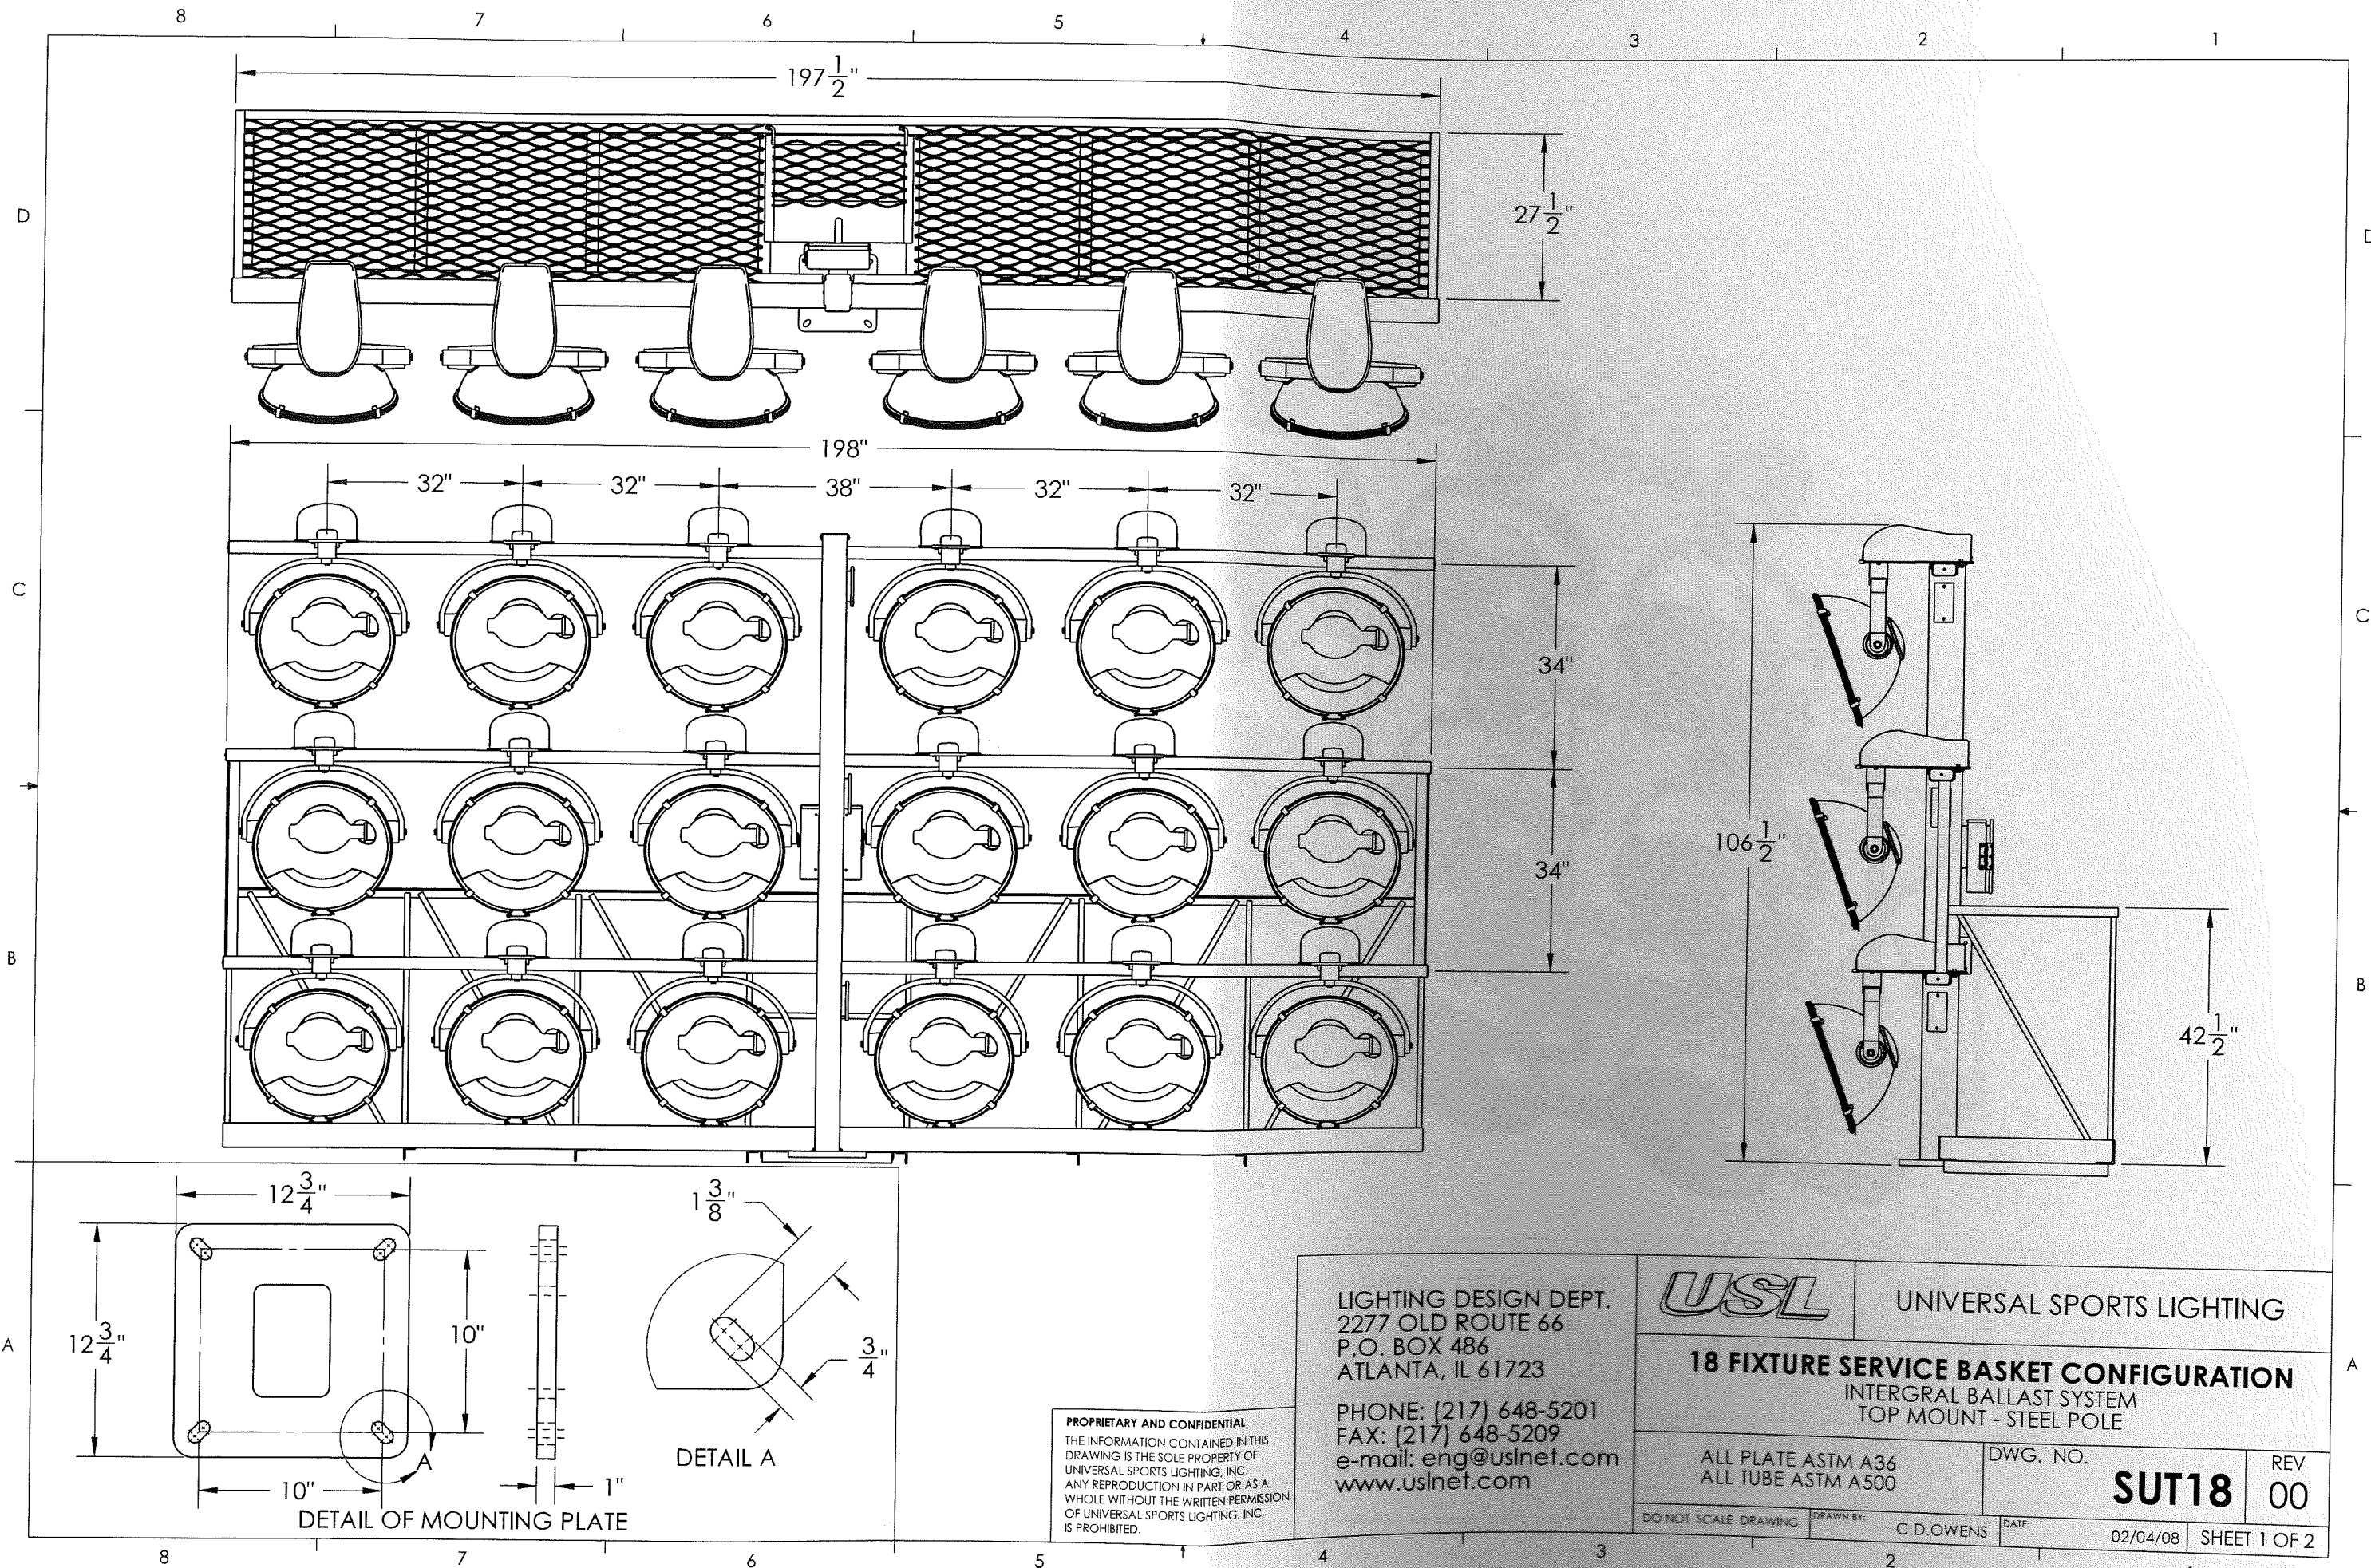 8 7 6 5 4 3 2 1
197 1/2"
27 1/2"
D D
198"
32" 32" 38" 32" 32"
C C
34"
34"
106 1/2"
42 1/2"
B B
12 3/4"
12 3/4"
10"
10"
A
DETAIL OF MOUNTING PLATE
1"
1 3/8"
3/4"
DETAIL A
A A
PROPRIETARY AND CONFIDENTIAL
THE INFORMATION CONTAINED IN THIS
DRAWING IS THE SOLE PROPERTY OF
UNIVERSAL SPORTS LIGHTING, INC.
ANY REPRODUCTION IN PART OR AS A
WHOLE WITHOUT THE WRITTEN PERMISSION
OF UNIVERSAL SPORTS LIGHTING, INC
IS PROHIBITED.
LIGHTING DESIGN DEPT.
2277 OLD ROUTE 66
P.O. BOX 486
ATLANTA, IL 61723
PHONE: (217) 648-5201
FAX: (217) 648-5209
e-mail: eng@uslnet.com
www.uslnet.com
USL
UNIVERSAL SPORTS LIGHTING
18 FIXTURE SERVICE BASKET CONFIGURATION
INTERGRAL BALLAST SYSTEM
TOP MOUNT - STEEL POLE
ALL PLATE ASTM A36
ALL TUBE ASTM A500
DWG. NO.
SUT18
REV
00
DO NOT SCALE DRAWING
DRAWN BY:
C.D.OWENS
DATE:
02/04/08
SHEET 1 OF 2
8 7 6 5 4 3 2